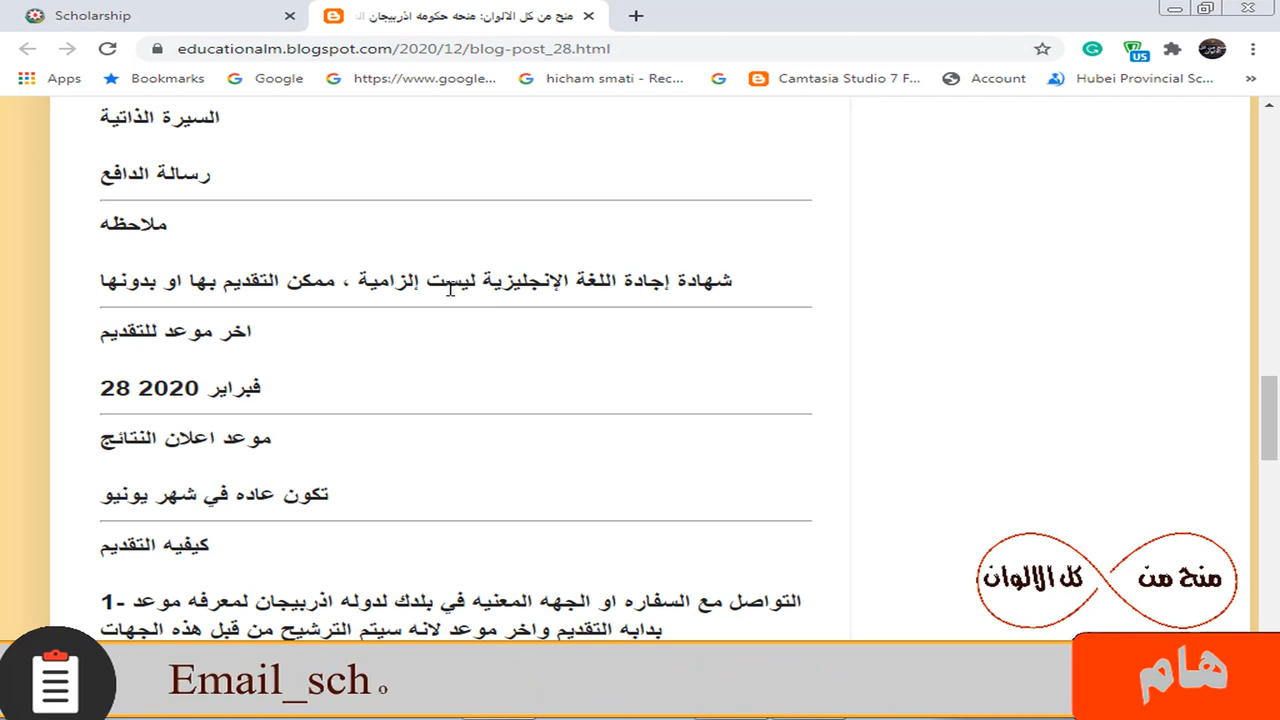 Scholarship
منح من كل الالوان: منحه حكومه اذربيجان
educationalm.blogspot.com/2020/12/blog-post_28.html
US
Apps
Bookmarks
Google
https://www.google...
hicham smati - Rec...
Camtasia Studio 7 F...
Account
Hubei Provincial Sc...
»
السيرة الذاتية
رسالة الدافع
ملاحظه
شهادة إجادة اللغة الإنجليزية ليست إلزامية ، ممكن التقديم بها او بدونها
اخر موعد للتقديم
28 فبراير 2020
موعد اعلان النتائج
تكون عاده في شهر يونيو
كيفيه التقديم
1- التواصل مع السفاره او الجهه المعنيه في بلدك لدوله اذربيجان لمعرفه موعد
بدابه التقديم واخر موعد لانه سيتم الترشيح من قبل هذه الجهات
منح من كل الالوان
Email_sch o
هام